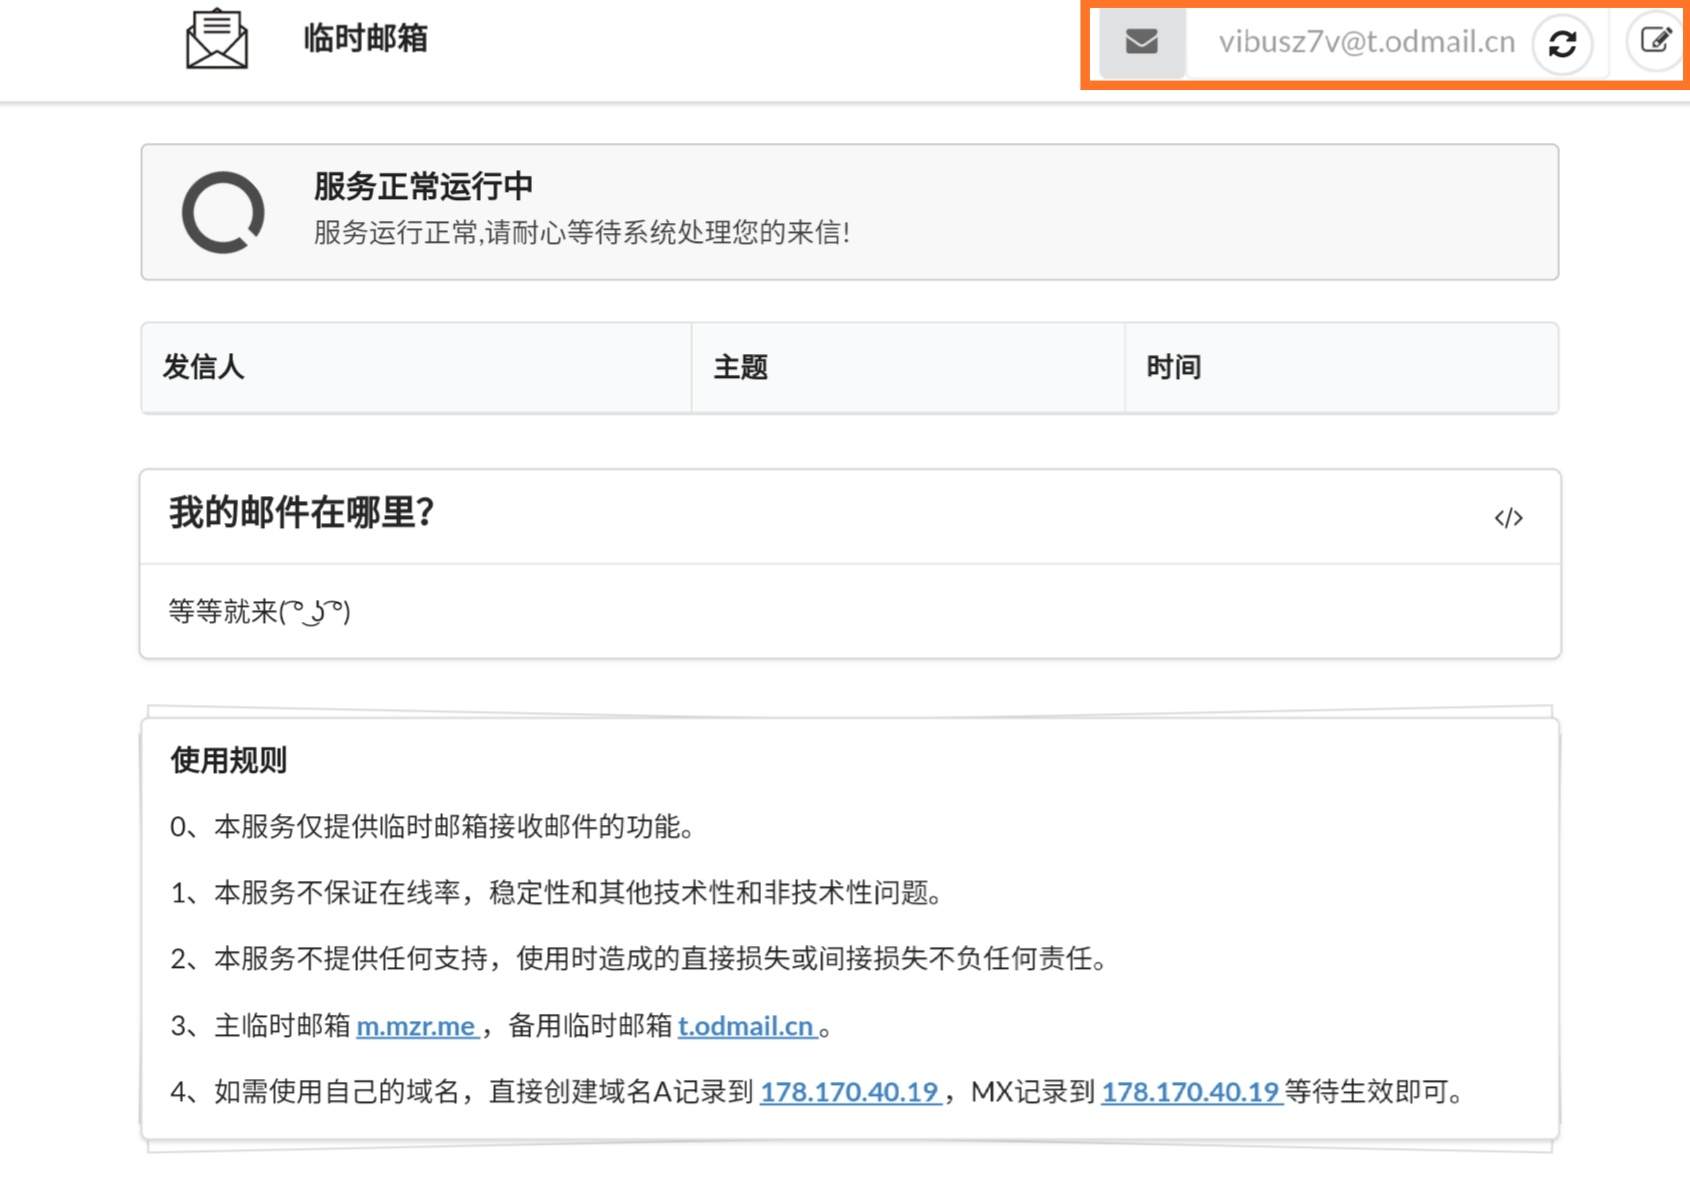 临时邮箱
vibusz7v@t.odmail.cn
服务正常运行中
服务运行正常,请耐心等待系统处理您的来信!
发信人 主题 时间
我的邮件在哪里?
</>
等等就来( ͡° ͜ʖ ͡°)
使用规则
0、本服务仅提供临时邮箱接收邮件的功能。
1、本服务不保证在线率，稳定性和其他技术性和非技术性问题。
2、本服务不提供任何支持，使用时造成的直接损失或间接损失不负任何责任。
3、主临时邮箱 m.mzr.me ，备用临时邮箱 t.odmail.cn 。
4、如需使用自己的域名，直接创建域名A记录到 178.170.40.19 ，MX记录到 178.170.40.19 等待生效即可。